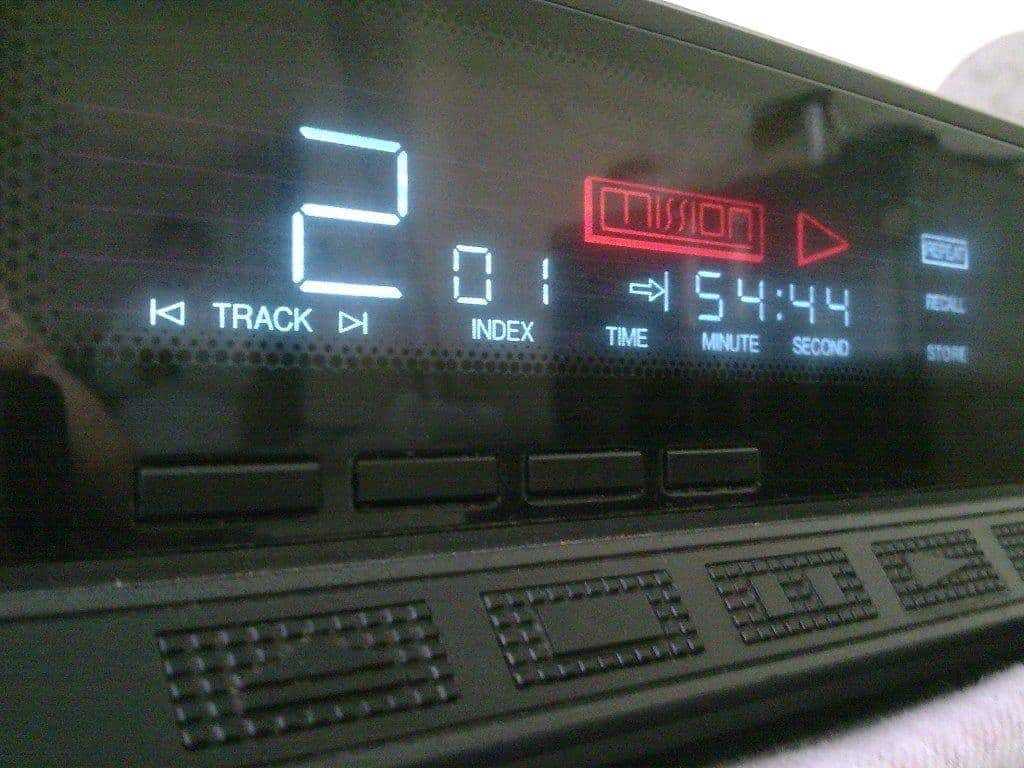 2
mission
REPEAT
01
54:44
RECALL
TRACK
INDEX
TIME
MINUTE
SECOND
STORE